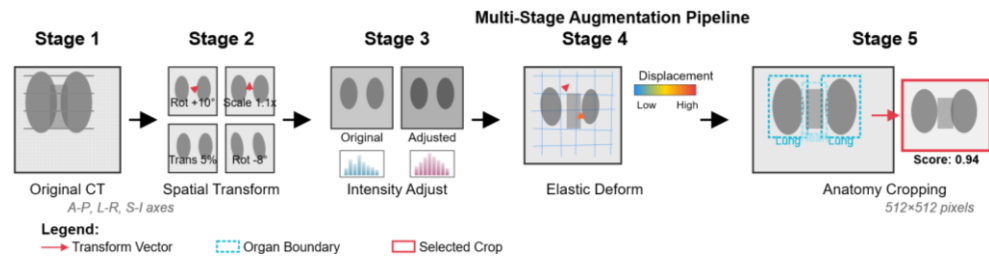 Multi-Stage Augmentation Pipeline
Stage 1
Stage 2
Stage 3
Stage 4
Stage 5
Rot +10°
Scale 1.1x
Trans 5%
Rot -8°
Original
Adjusted
Displacement
Low
High
Lung
Lung
Score: 0.94
Original CT
Spatial Transform
Intensity Adjust
Elastic Deform
Anatomy Cropping
A-P, L-R, S-I axes
512×512 pixels
Legend:
Transform Vector
Organ Boundary
Selected Crop